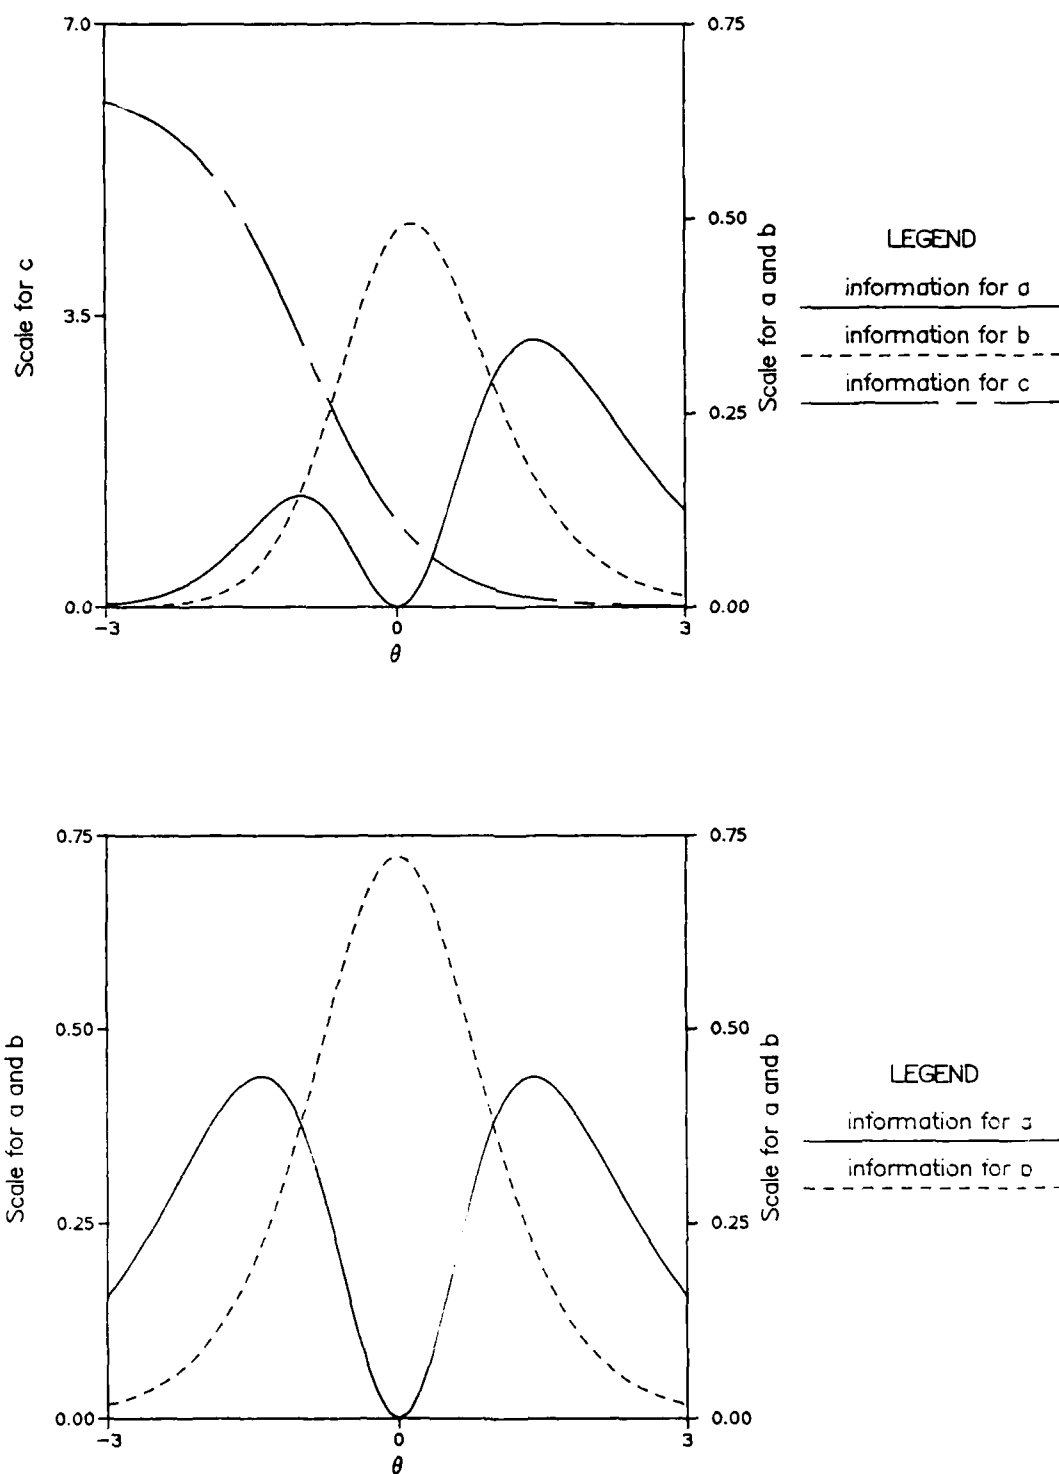 7.0
3.5
0.0
Scale for c
-3
0
3
θ
0.75
0.50
0.25
0.00
Scale for a and b
LEGEND
information for a
information for b
information for c
0.75
0.50
0.25
0.00
Scale for a and b
-3
0
3
θ
0.75
0.50
0.25
0.00
Scale for a and b
LEGEND
information for
information for